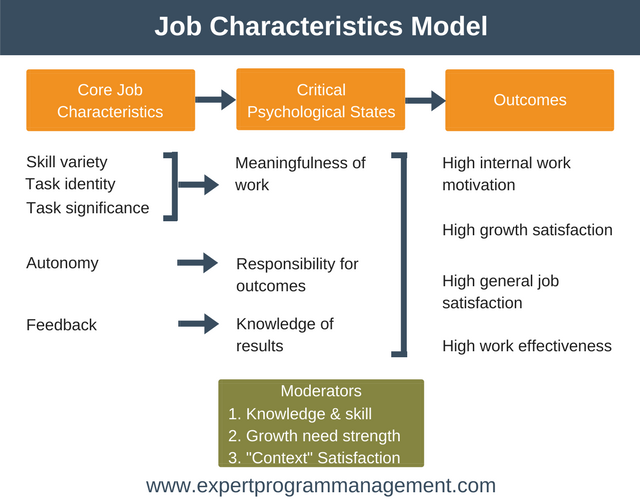 Job Characteristics Model
Core Job
Characteristics
Critical
Psychological States
Outcomes
Skill variety
Task identity
Task significance
Meaningfulness of
work
High internal work
motivation
High growth satisfaction
Autonomy
Responsibility for
outcomes
High general job
satisfaction
Feedback
Knowledge of
results
High work effectiveness
Moderators
1. Knowledge & skill
2. Growth need strength
3. "Context" Satisfaction
www.expertprogrammanagement.com